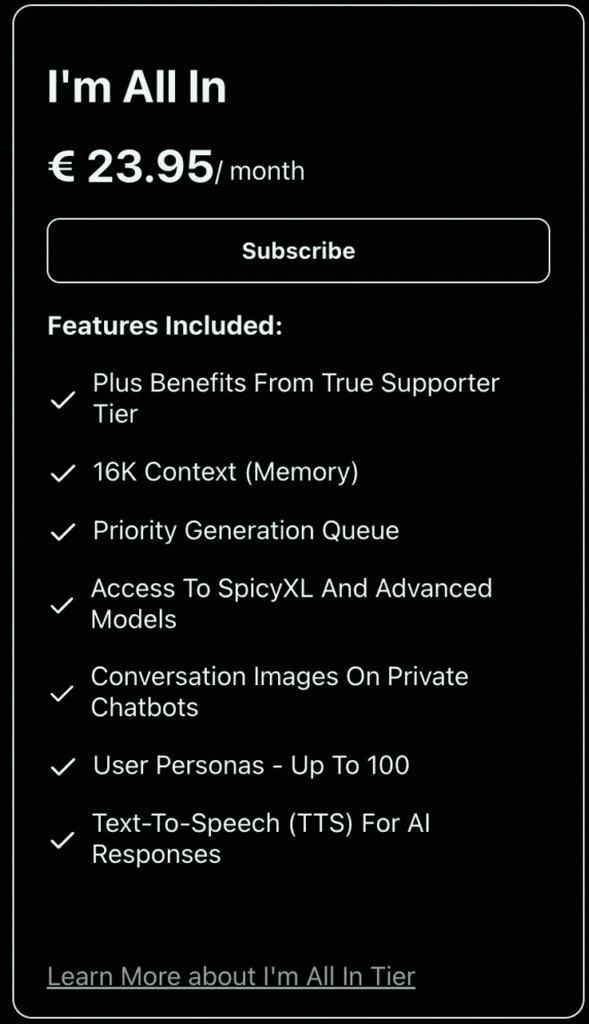 I'm All In
€ 23.95/ month
Subscribe
Features Included:
Plus Benefits From True Supporter
Tier
16K Context (Memory)
Priority Generation Queue
Access To SpicyXL And Advanced
Models
Conversation Images On Private
Chatbots
User Personas - Up To 100
Text-To-Speech (TTS) For AI
Responses
Learn More about I'm All In Tier